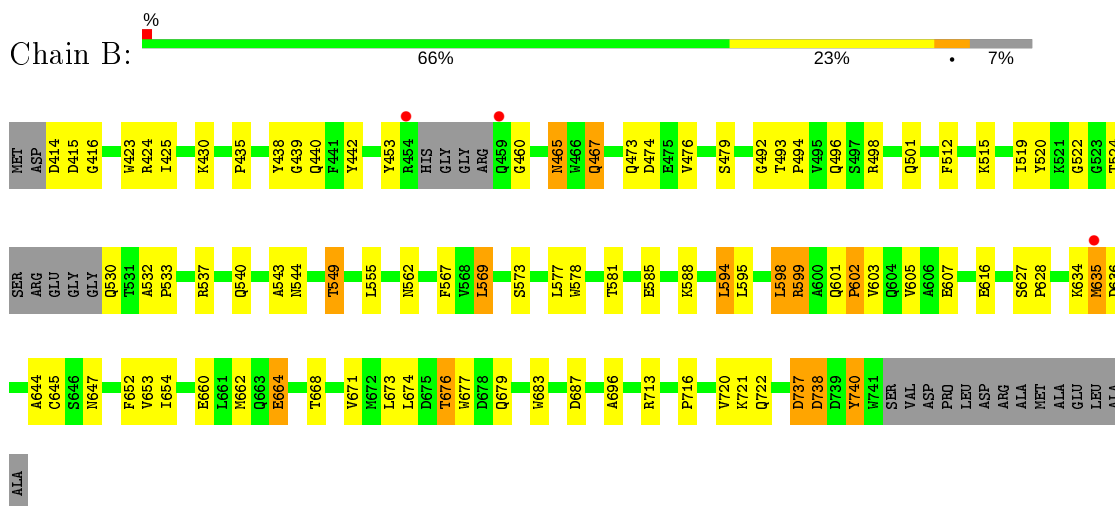 %
Chain B:
66% 23% • 7%
MET ASP D414 D415 G416 W423 R424 I425 K430 P435 Y438 G439 Q440 F441 Y442 Y453 R454 HIS GLY GLY ARG Q459 G460 N465 W466 Q467 Q473 D474 E475 V476 S479 G492 T493 P494 V495 Q496 S497 R498 Q501 F512 K515 I519 Y520 K521 G522 G523 T524
SER ARG GLU GLY GLY Q530 T531 A532 P533 R537 Q540 A543 N544 T549 L555 N562 F567 V568 L569 S573 L577 W578 T581 E585 K588 L594 L595 L598 R599 A600 Q601 P602 V603 Q604 V605 A606 E607 E616 S627 P628 K634 M635
A644 C645 S646 N647 F652 V653 I654 E660 L661 M662 Q663 E664 T668 V671 M672 L673 L674 D675 T676 W677 D678 Q679 W683 D687 A696 R713 P716 V720 K721 Q722 D737 D738 D739 Y740 W741 SER VAL ASP PRO LEU ASP ARG ALA MET ALA GLU LEU ALA
ALA